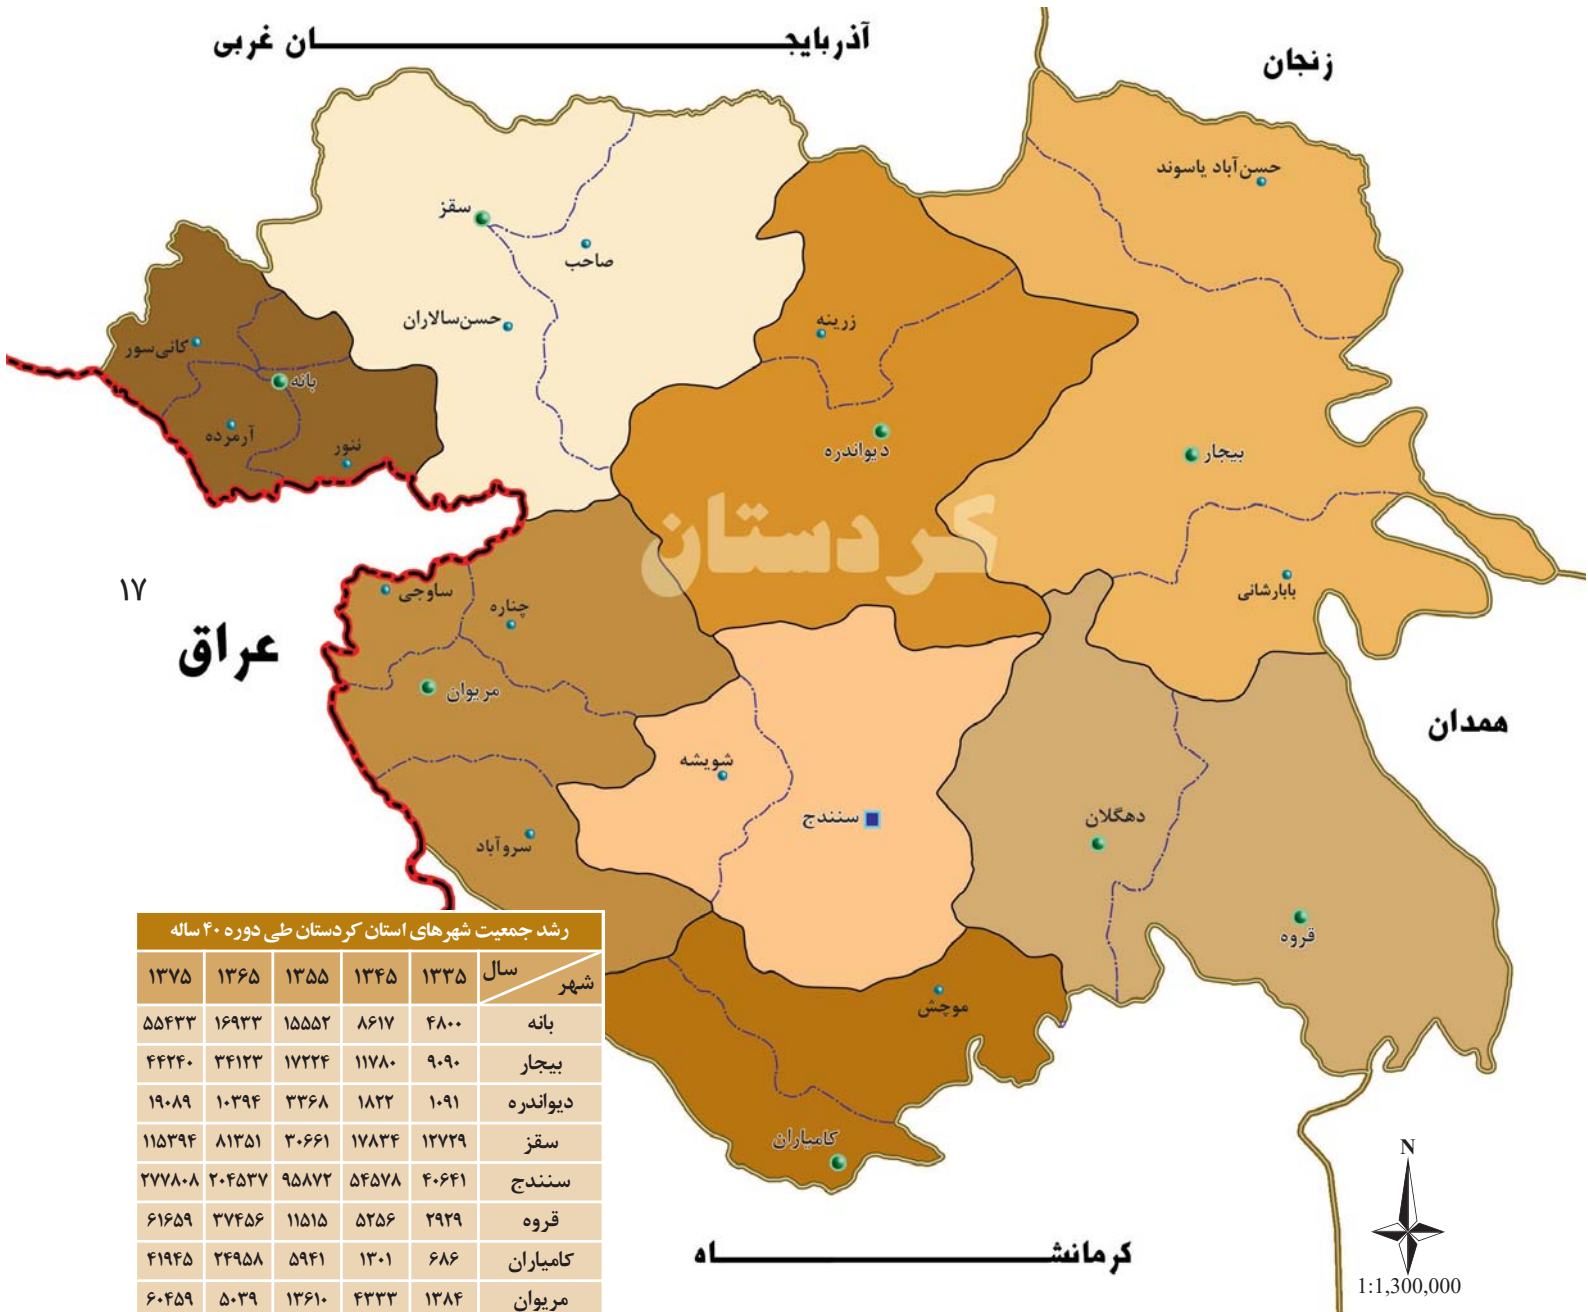 آذربایجـــــان غربی
زنجان
حسن‌آباد یاسوند
سقز
صاحب
حسن‌سالاران
زرینه
کانی‌سور
بانه
آرمرده
ننور
دیواندره
بیجار
کردستان
بابارشانی
۱۷
ساوجی
چناره
عراق
مریوان
همدان
شویشه
سنندج
دهگلان
سروآباد
قروه
موچش
کامیاران
رشد جمعیت شهرهای استان کردستان طی دوره ۴۰ ساله
سال شهر ۱۳۳۵ ۱۳۴۵ ۱۳۵۵ ۱۳۶۵ ۱۳۷۵
بانه ۴۸۰۰ ۸۶۱۷ ۱۵۵۵۲ ۱۶۹۳۳ ۵۵۴۳۳
بیجار ۹۰۹۰ ۱۱۷۸۰ ۱۷۲۲۴ ۳۴۱۲۳ ۴۴۲۴۰
دیواندره ۱۰۹۱ ۱۸۲۲ ۳۳۶۸ ۱۰۳۹۴ ۱۹۰۸۹
سقز ۱۲۷۲۹ ۱۷۸۳۴ ۳۰۶۶۱ ۸۱۳۵۱ ۱۱۵۳۹۴
سنندج ۴۰۶۴۱ ۵۴۵۷۸ ۹۵۸۷۲ ۲۰۴۵۳۷ ۲۷۷۸۰۸
قروه ۲۹۲۹ ۵۲۵۶ ۱۱۵۱۵ ۳۷۴۵۶ ۶۱۶۵۹
کامیاران ۶۸۶ ۱۳۰۱ ۵۹۴۱ ۲۴۹۵۸ ۴۱۹۴۵
مریوان ۱۳۸۴ ۴۳۳۳ ۱۳۶۱۰ ۵۰۳۹ ۶۰۴۵۹
کرمانشـــــاه
N
1:1,300,000